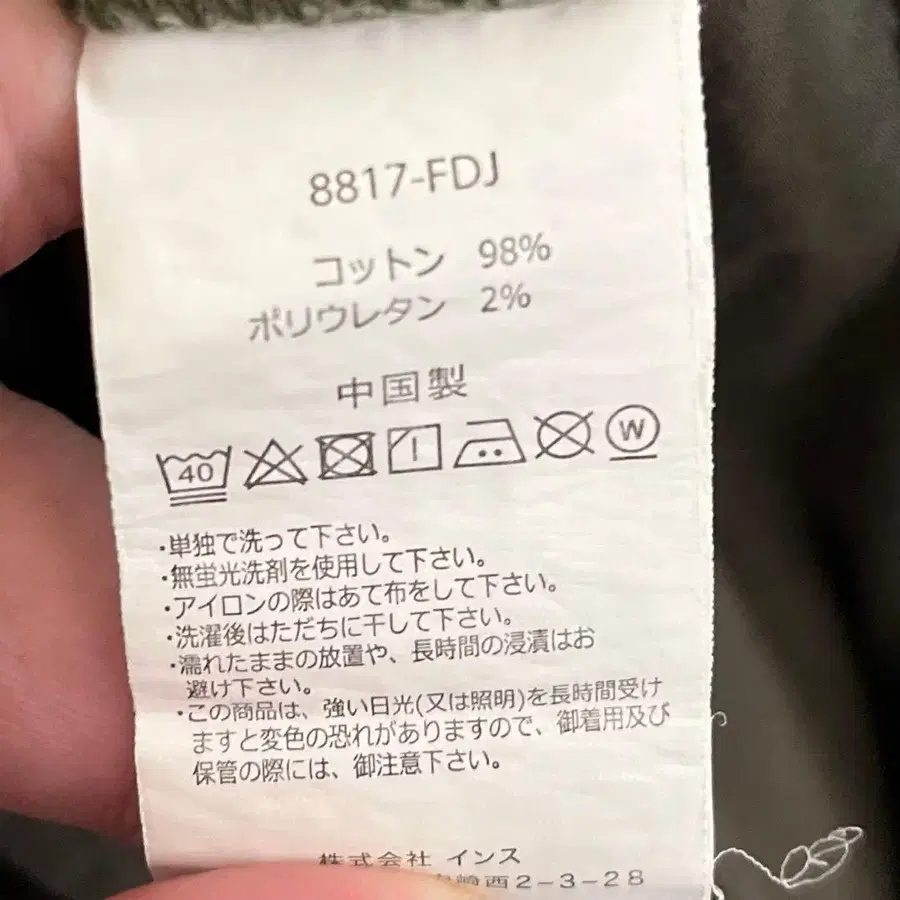 8817-FDJ
コットン 98%
ポリウレタン 2%
中国製
40 W
・単独で洗って下さい。
・無蛍光洗剤を使用して下さい。
・アイロンの際はあて布をして下さい。
・洗濯後はただちに干して下さい。
・濡れたままの放置や、長時間の浸漬はお
避け下さい。
・この商品は、強い日光(又は照明)を長時間受け
ますと変色の恐れがありますので、御着用及び
保管の際には、御注意下さい。
株式会社 インス
崎西2-3-28